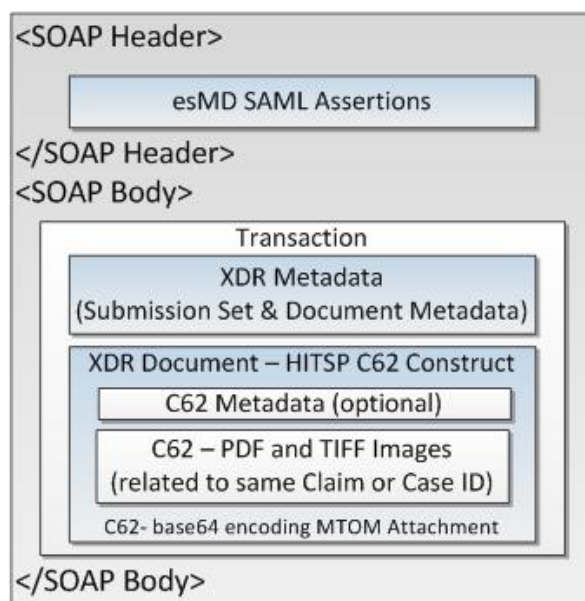 <SOAP Header>
esMD SAML Assertions
</SOAP Header>
<SOAP Body>
Transaction
XDR Metadata
(Submission Set & Document Metadata)
XDR Document – HITSP C62 Construct
C62 Metadata (optional)
C62 – PDF and TIFF Images
(related to same Claim or Case ID)
C62- base64 encoding MTOM Attachment
</SOAP Body>